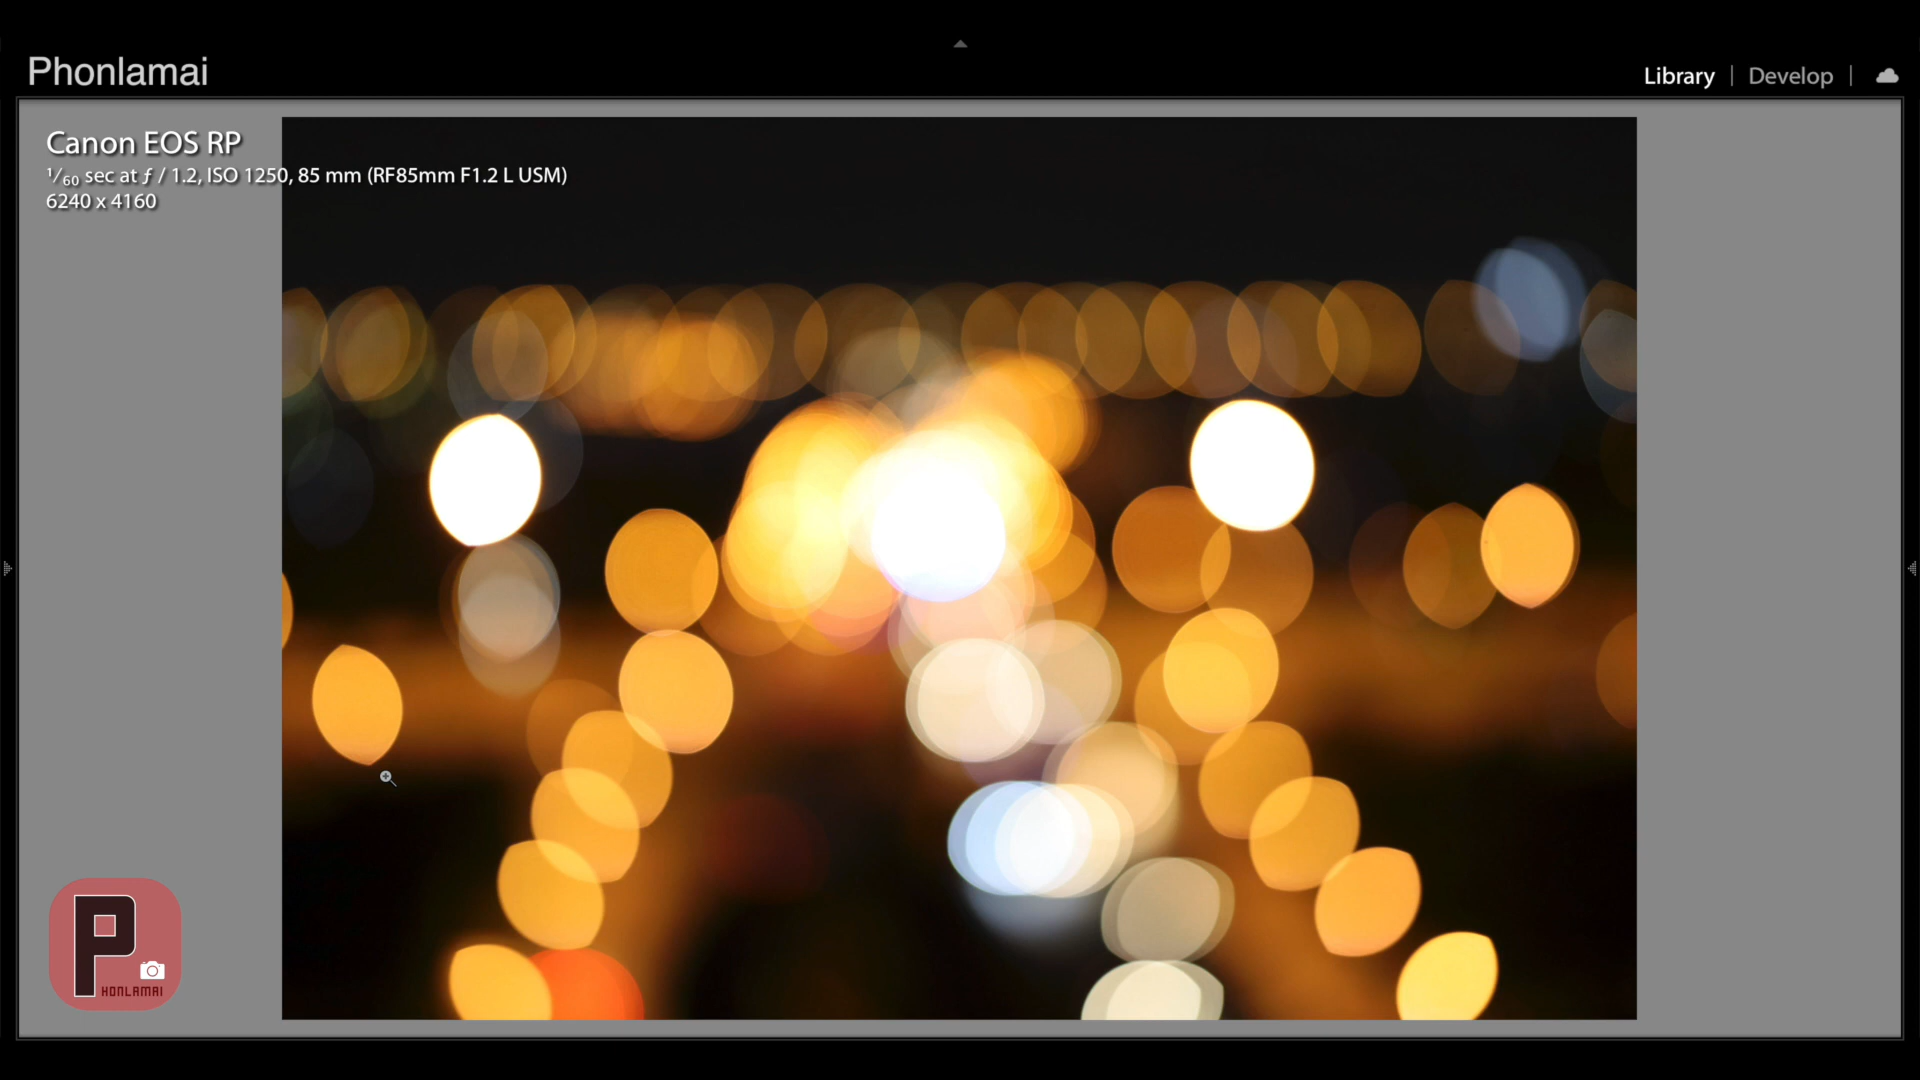 Phonlamai
Library | Develop |
Canon EOS RP
1/60 sec at ƒ / 1.2, ISO 1250, 85 mm (RF85mm F1.2 L USM)
6240 x 4160
P
HONLAMAI